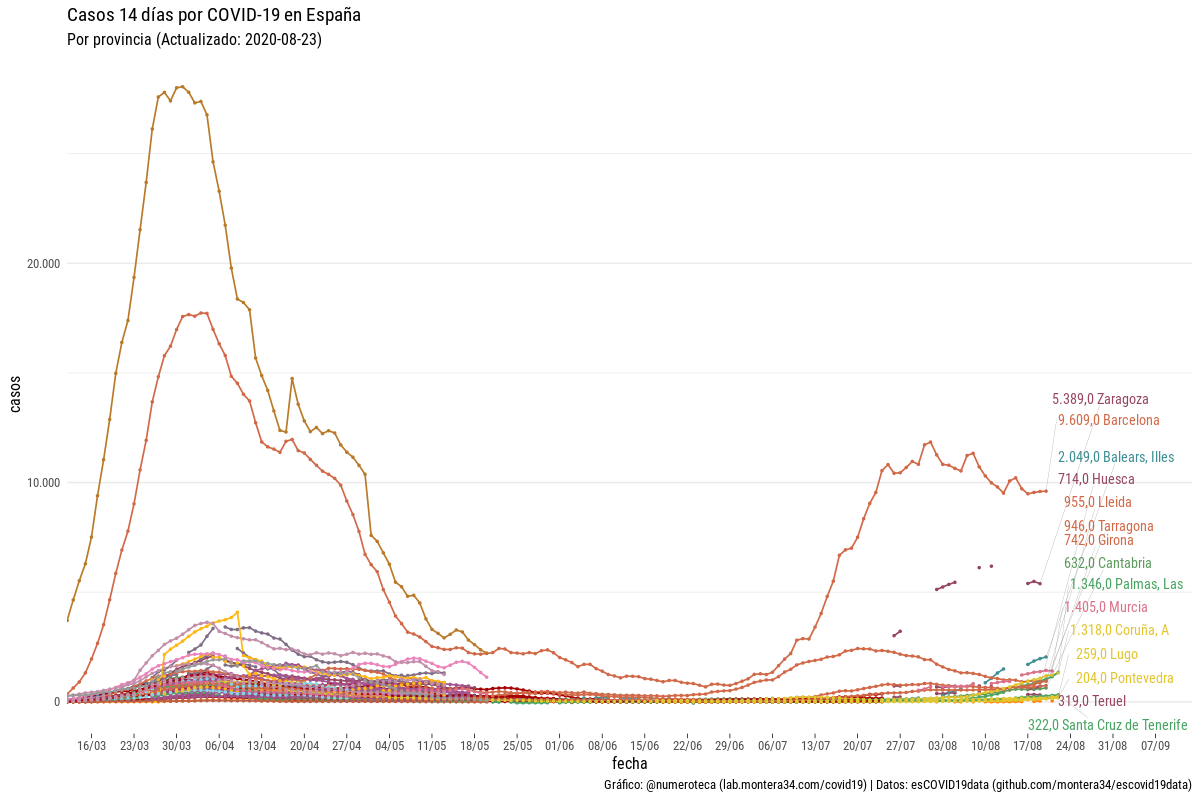 Casos 14 días por COVID-19 en España
Por provincia (Actualizado: 2020-08-23)
casos
20.000
10.000
0
5.389,0 Zaragoza
9.609,0 Barcelona
2.049,0 Balears, Illes
714,0 Huesca
955,0 Lleida
946,0 Tarragona
742,0 Girona
632,0 Cantabria
1.346,0 Palmas, Las
1.405,0 Murcia
1.318,0 Coruña, A
259,0 Lugo
204,0 Pontevedra
319,0 Teruel
322,0 Santa Cruz de Tenerife
16/03 23/03 30/03 06/04 13/04 20/04 27/04 04/05 11/05 18/05 25/05 01/06 08/06 15/06 22/06 29/06 06/07 13/07 20/07 27/07 03/08 10/08 17/08 24/08 31/08 07/09
fecha
Gráfico: @numeroteca (lab.montera34.com/covid19) | Datos: esCOVID19data (github.com/montera34/escovid19data)